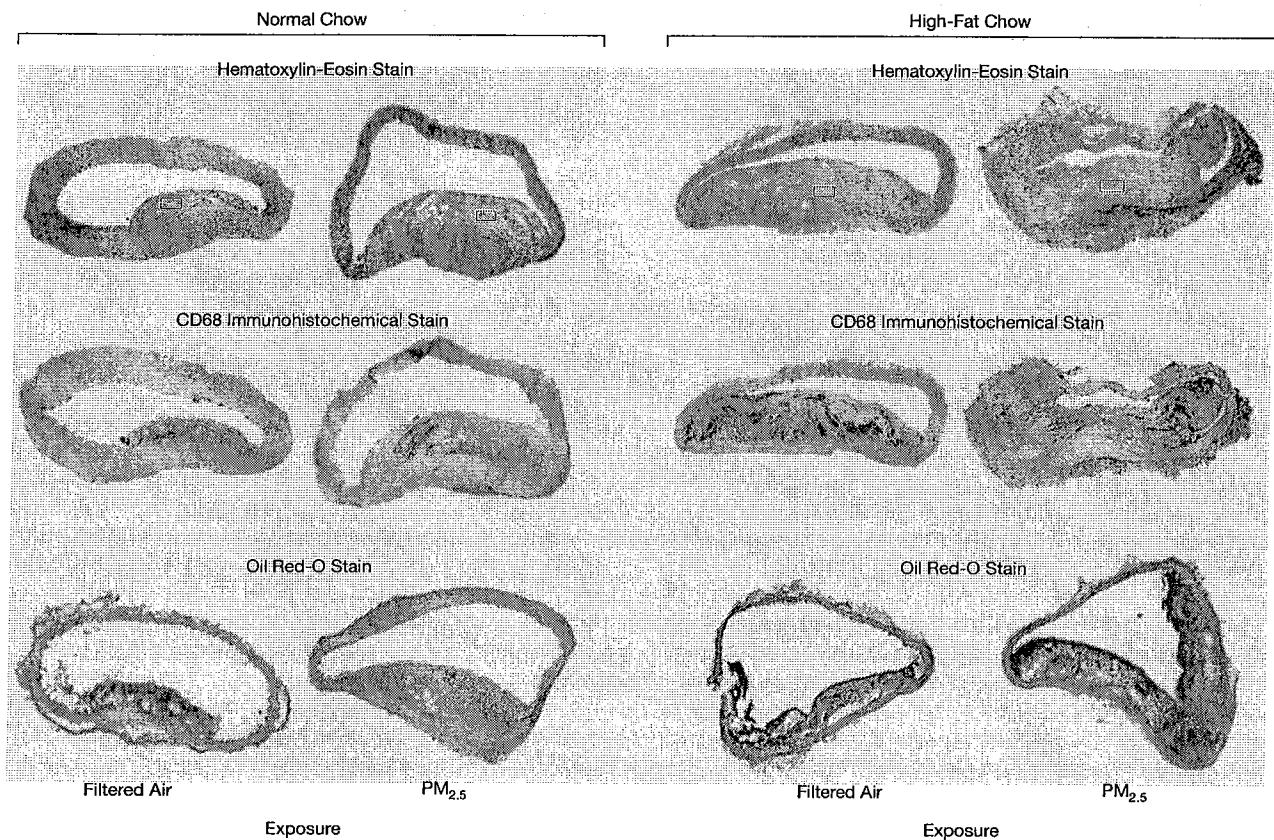 Normal Chow
High-Fat Chow
Hematoxylin-Eosin Stain
Hematoxylin-Eosin Stain
CD68 Immunohistochemical Stain
CD68 Immunohistochemical Stain
Oil Red-O Stain
Oil Red-O Stain
Filtered Air
PM2.5
Filtered Air
PM2.5
Exposure
Exposure